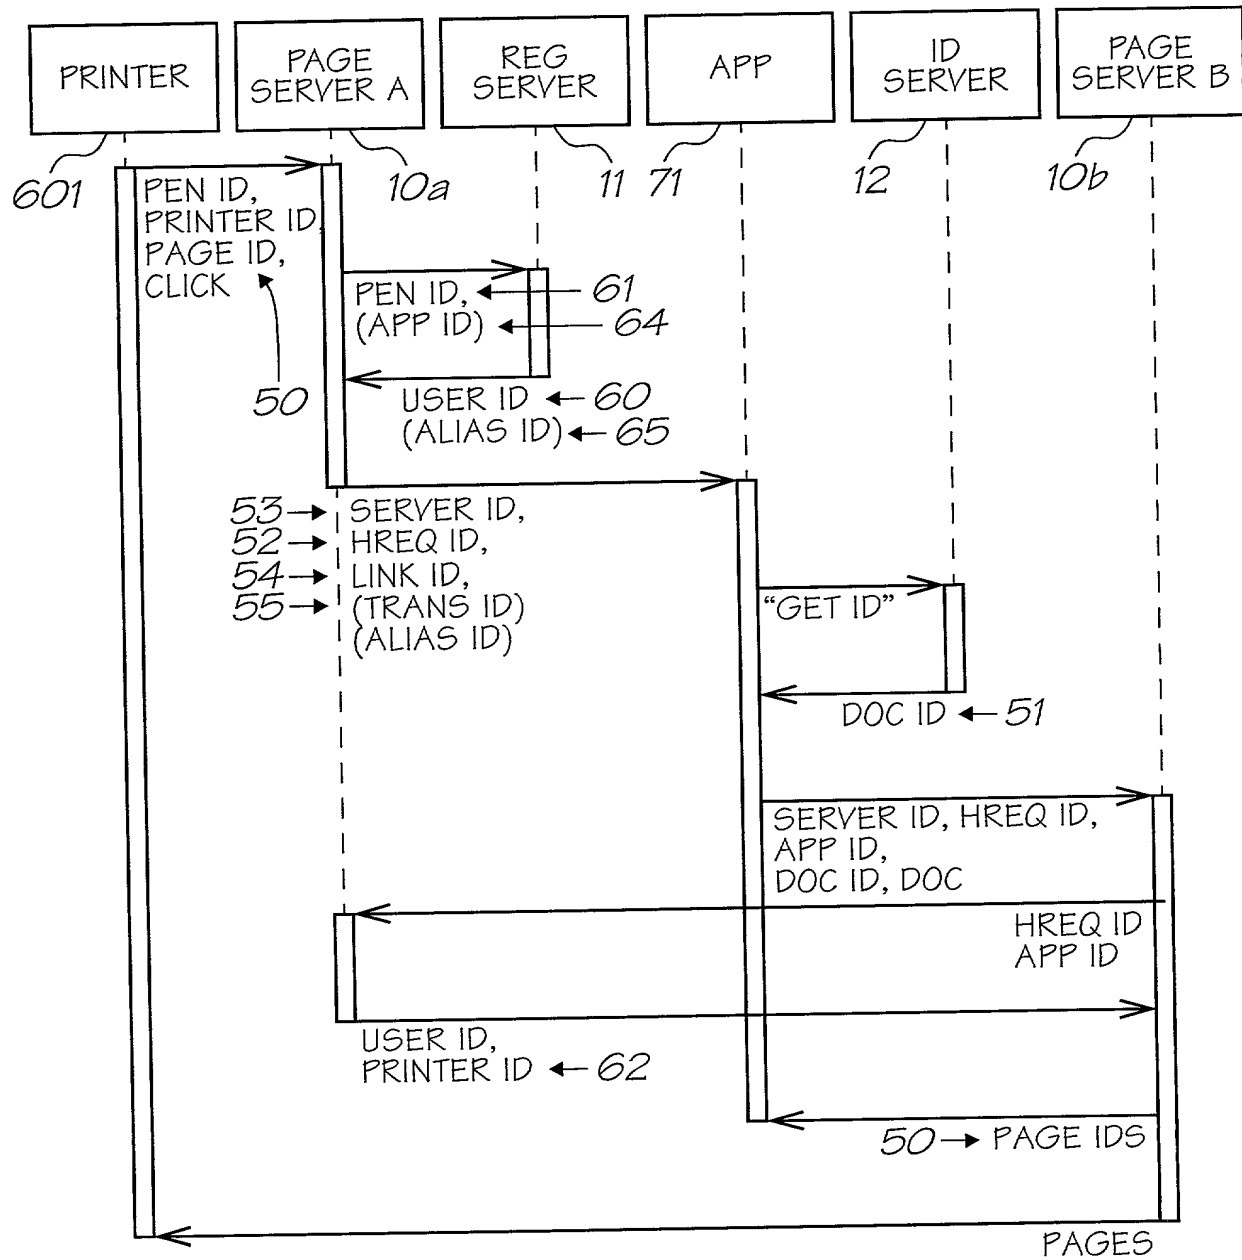 PRINTER
PAGE
SERVER A
REG
SERVER
APP
ID
SERVER
PAGE
SERVER B
601
10a
11
71
12
10b
PEN ID,
PRINTER ID,
PAGE ID,
CLICK
50
PEN ID,
61
(APP ID)
64
USER ID
60
(ALIAS ID)
65
53
SERVER ID,
52
HREQ ID,
54
LINK ID,
55
(TRANS ID)
(ALIAS ID)
“GET ID”
DOC ID
51
SERVER ID, HREQ ID,
APP ID,
DOC ID, DOC
HREQ ID
APP ID
USER ID,
PRINTER ID
62
50
PAGE IDS
PAGES